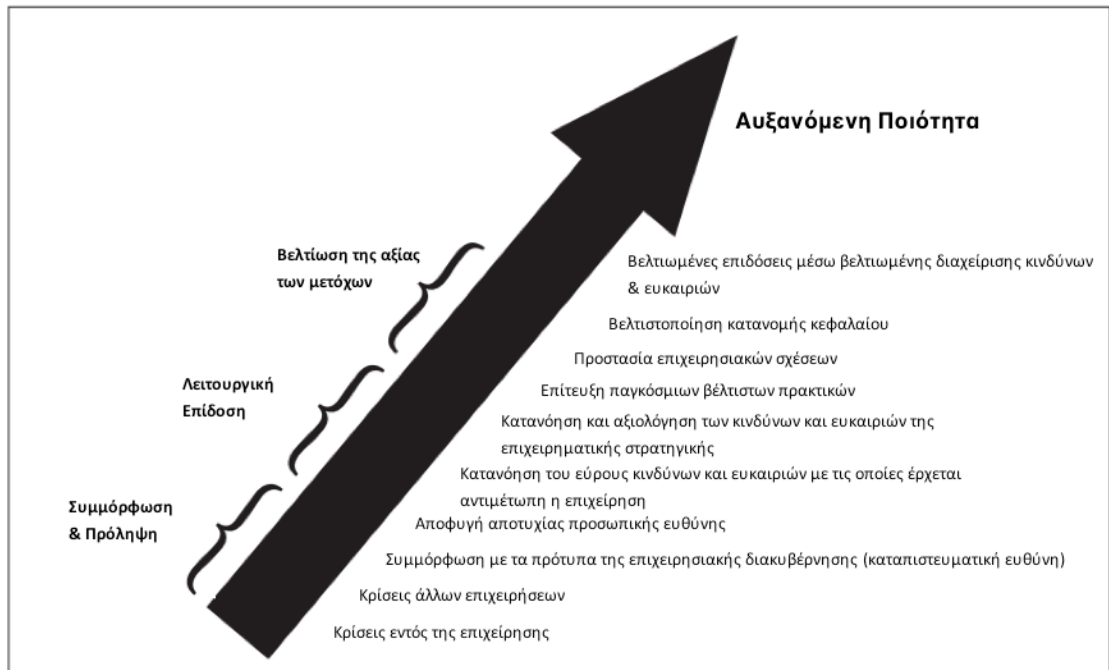 Αυξανόμενη Ποιότητα
Βελτίωση της αξίας
των μετόχων
Λειτουργική
Επίδοση
Συμμόρφωση
& Πρόληψη
Βελτιωμένες επιδόσεις μέσω βελτιωμένης διαχείρισης κινδύνων
& ευκαιριών
Βελτιστοποίηση κατανομής κεφαλαίου
Προστασία επιχειρησιακών σχέσεων
Επίτευξη παγκόσμιων βέλτιστων πρακτικών
Κατανόηση και αξιολόγηση των κινδύνων και ευκαιριών της
επιχειρηματικής στρατηγικής
Κατανόηση του εύρους κινδύνων και ευκαιριών με τις οποίες έρχεται
αντιμέτωπη η επιχείρηση
Αποφυγή αποτυχίας προσωπικής ευθύνης
Συμμόρφωση με τα πρότυπα της επιχειρησιακής διακυβέρνησης (καταπιστευματική ευθύνη)
Κρίσεις άλλων επιχειρήσεων
Κρίσεις εντός της επιχείρησης